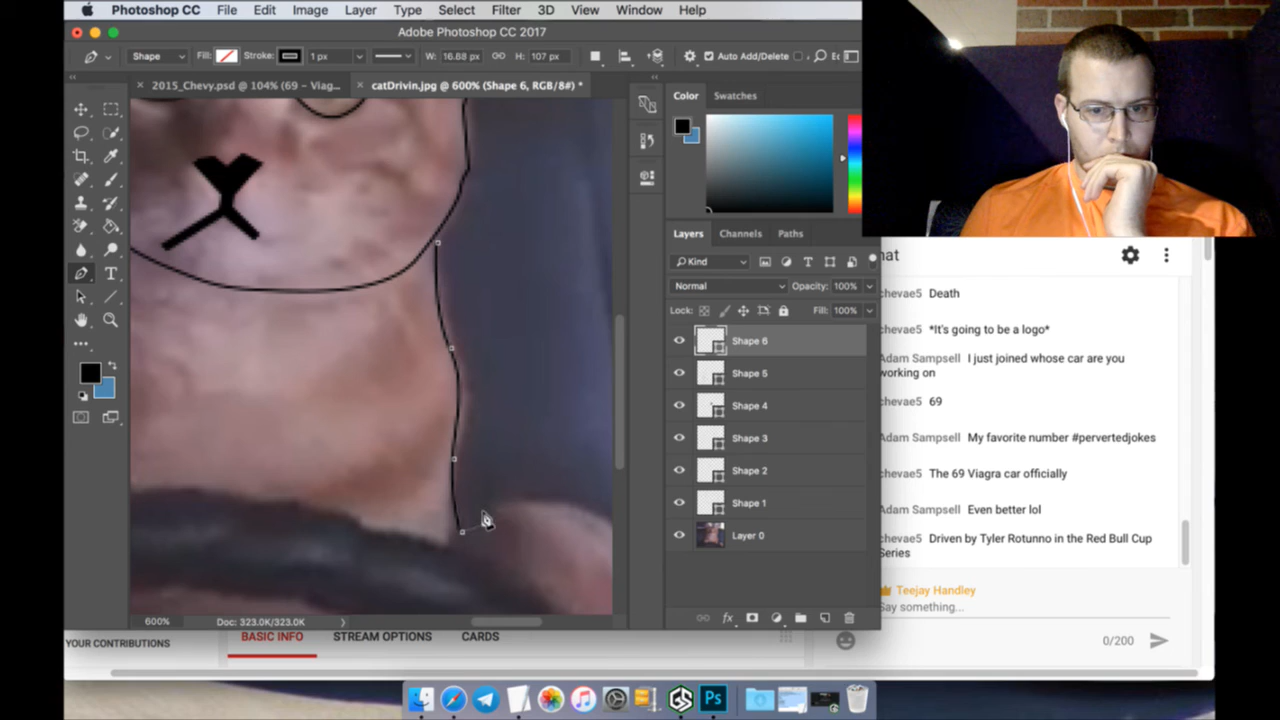 Photoshop CC File Edit Image Layer Type Select Filter 3D View Window Help
Photoshop CC 2017
Shape Fill: Stroke: 1 px W: 16.88 px H: 107 px Auto Add/Delete
2015_Chevy.psd @ 104% (69 - Viag... catDrivin.jpg @ 600% (Shape 6, RGB/8#) *
Color Swatches
Layers Channels Paths
Kind
Normal Opacity: 100%
Lock: Fill: 100%
Shape 6
Shape 5
Shape 4
Shape 3
Shape 2
Shape 1
Layer 0
fx
600% Doc: 323.0K/323.0K
hat
chevae5 Death
chevae5 *It's going to be a logo*
Adam Sampsell I just joined whose car are you
working on
chevae5 69
Adam Sampsell My favorite number #pervertedjokes
chevae5 The 69 Viagra car officially
Adam Sampsell Even better lol
chevae5 Driven by Tyler Rotunno in the Red Bull Cup
Series
Teejay Handley
Say something...
0/200
YOUR CONTRIBUTIONS BASIC INFO STREAM OPTIONS CARDS
GS Ps